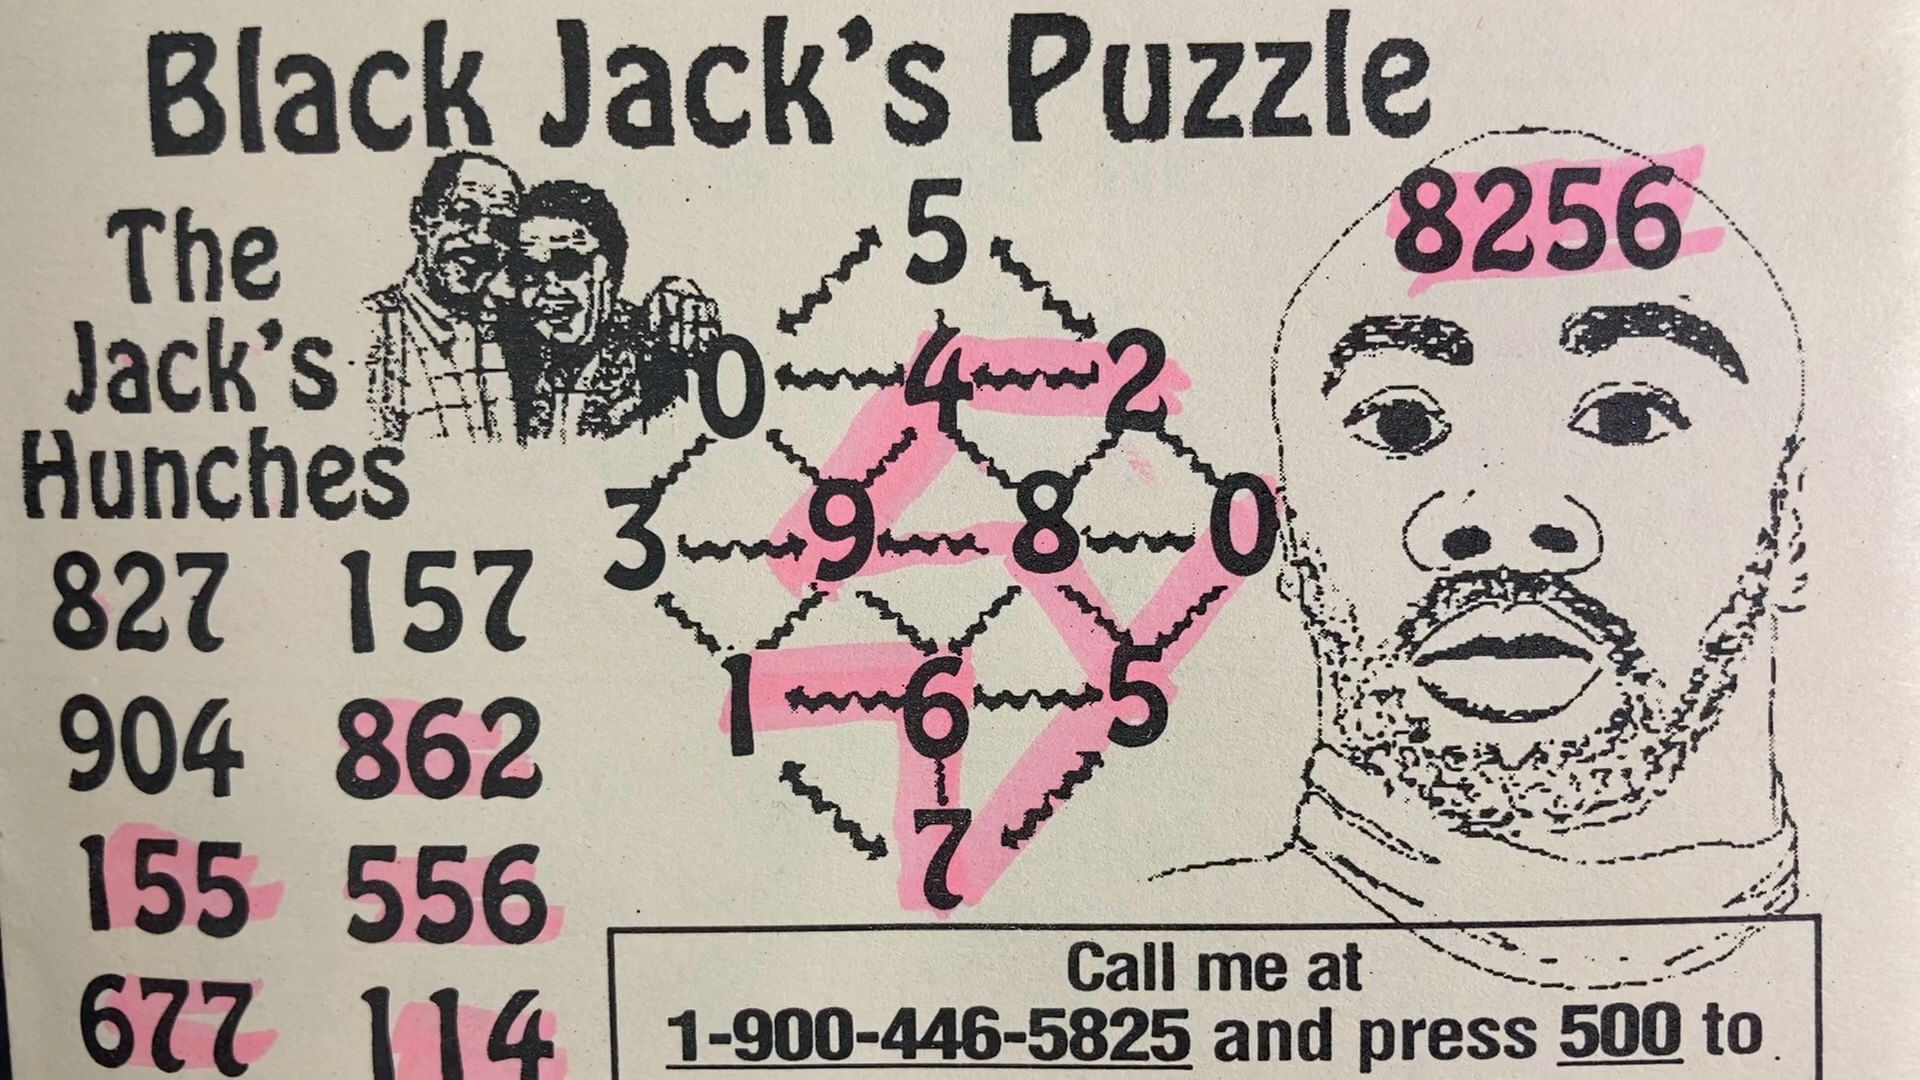 Black Jack's Puzzle
The
Jack's
Hunches
827 157
904 862
155 556
677 114
5
0 4 2
3 9 8 0
1 6 5
7
8256
Call me at
1-900-446-5825 and press 500 to